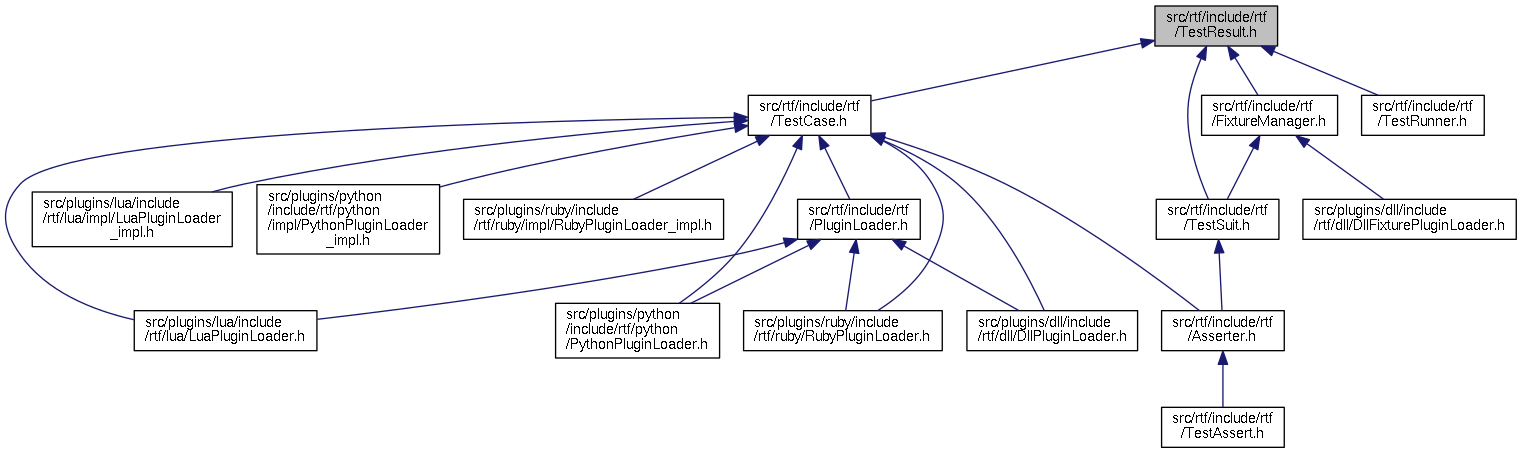 src/rtf/include/rtf
/TestResult.h
src/rtf/include/rtf
/TestCase.h
src/rtf/include/rtf
/FixtureManager.h
src/rtf/include/rtf
/TestRunner.h
src/plugins/lua/include
/rtf/lua/impl/LuaPluginLoader
_impl.h
src/plugins/python
/include/rtf/python
/impl/PythonPluginLoader
_impl.h
src/plugins/ruby/include
/rtf/ruby/impl/RubyPluginLoader_impl.h
src/rtf/include/rtf
/PluginLoader.h
src/rtf/include/rtf
/TestSuit.h
src/plugins/dll/include
/rtf/dll/DllFixturePluginLoader.h
src/plugins/lua/include
/rtf/lua/LuaPluginLoader.h
src/plugins/python
/include/rtf/python
/PythonPluginLoader.h
src/plugins/ruby/include
/rtf/ruby/RubyPluginLoader.h
src/plugins/dll/include
/rtf/dll/DllPluginLoader.h
src/rtf/include/rtf
/Asserter.h
src/rtf/include/rtf
/TestAssert.h